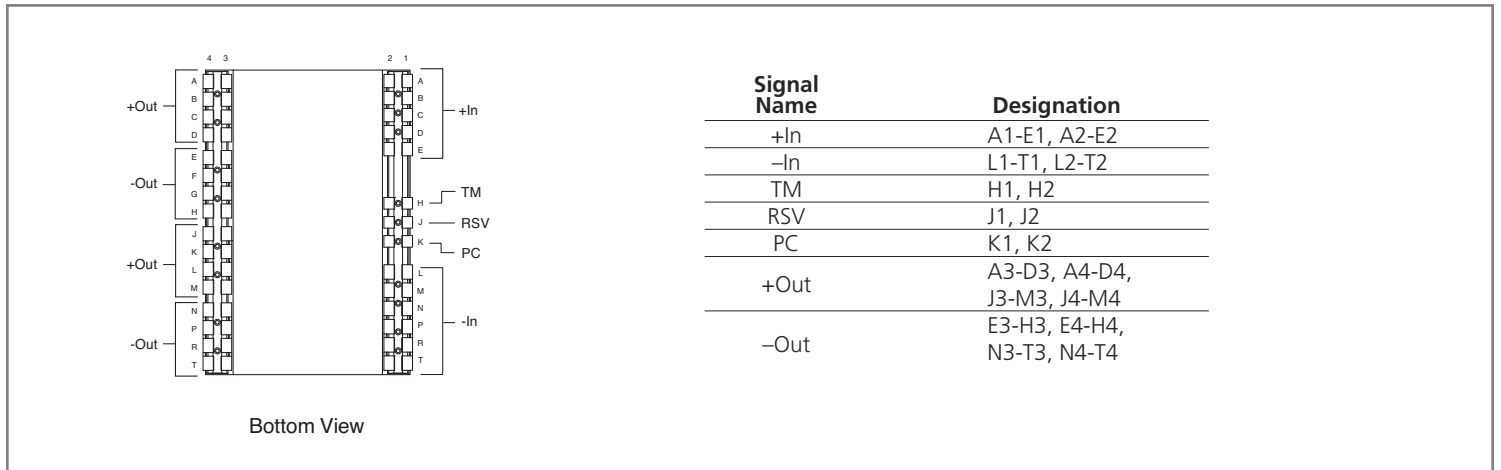 4 3
2 1
A
B
C
D
+Out
E
F
G
H
-Out
J
K
L
M
+Out
N
P
R
T
-Out
A
B
C
D
E
+In
H
TM
J
RSV
K
PC
L
M
N
P
R
T
-In
Bottom View
Signal
Name
Designation
+In A1-E1, A2-E2
–In L1-T1, L2-T2
TM H1, H2
RSV J1, J2
PC K1, K2
+Out A3-D3, A4-D4,
J3-M3, J4-M4
–Out E3-H3, E4-H4,
N3-T3, N4-T4